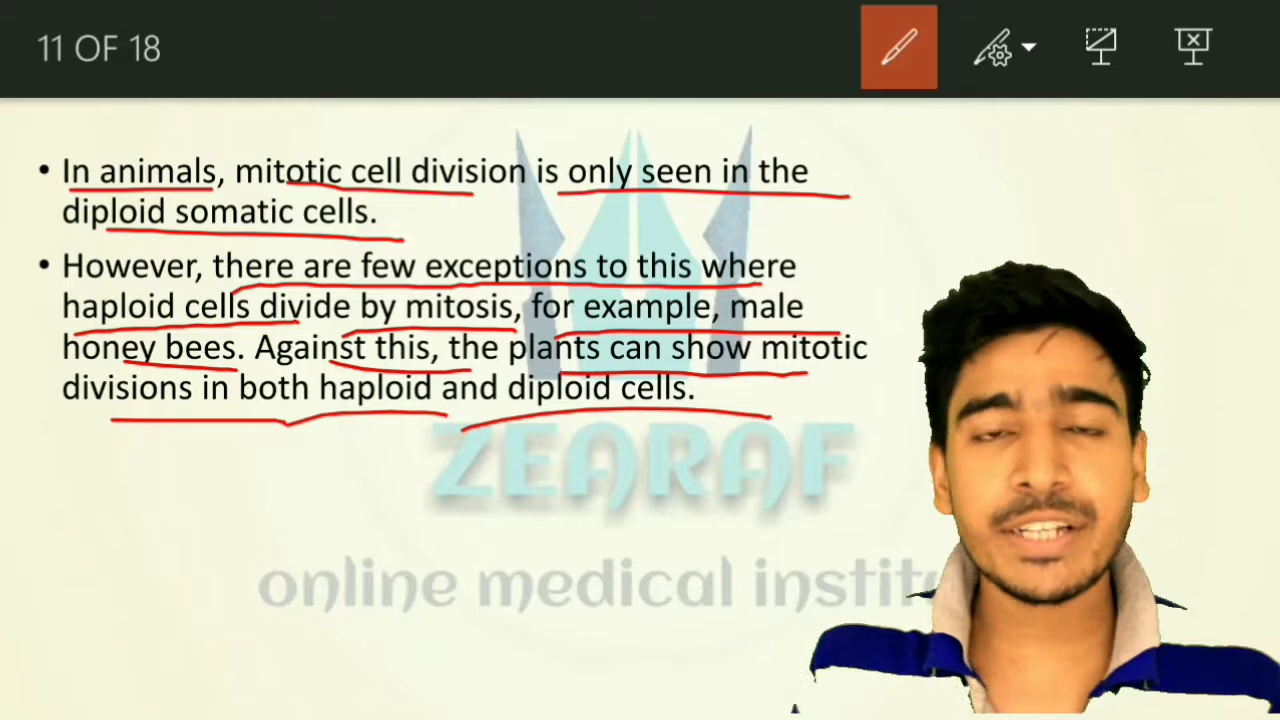 11 OF 18
• In animals, mitotic cell division is only seen in the
diploid somatic cells.
• However, there are few exceptions to this where
haploid cells divide by mitosis, for example, male
honey bees. Against this, the plants can show mitotic
divisions in both haploid and diploid cells.
ZEARAF
online medical